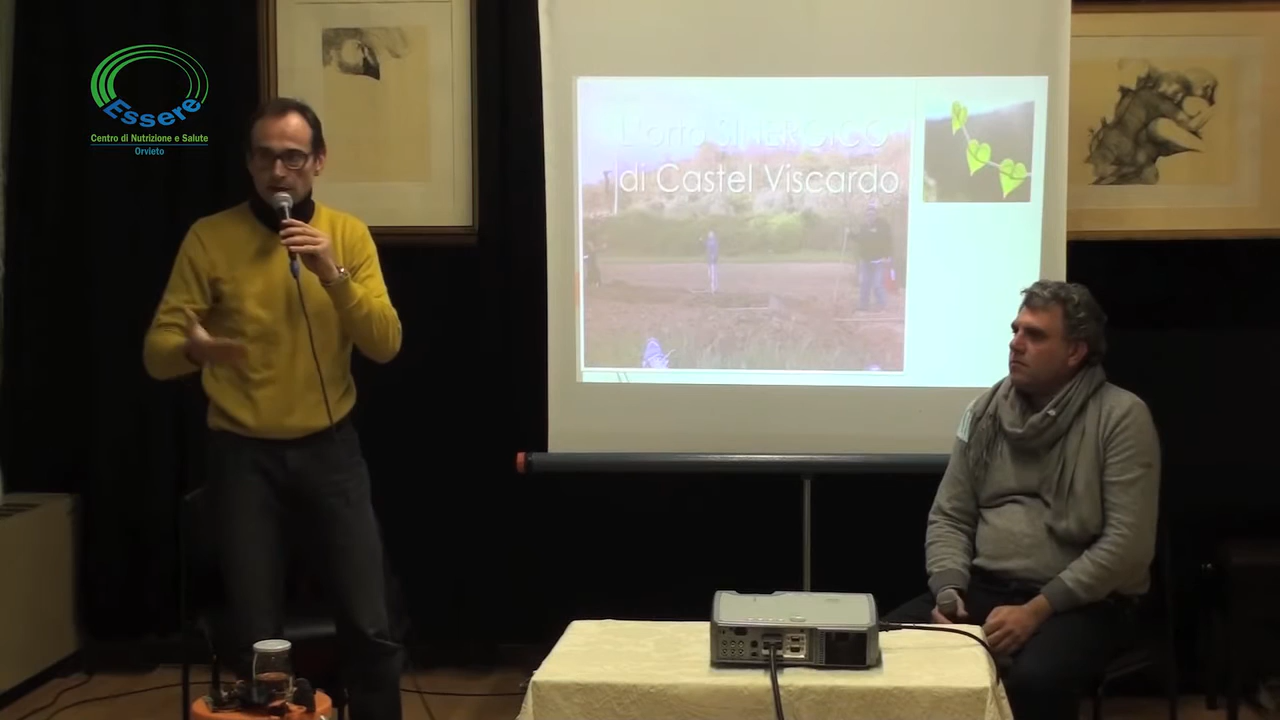 Essere
Centro di Nutrizione e Salute
Orvieto
L'orto SINERGICO
di Castel Viscardo